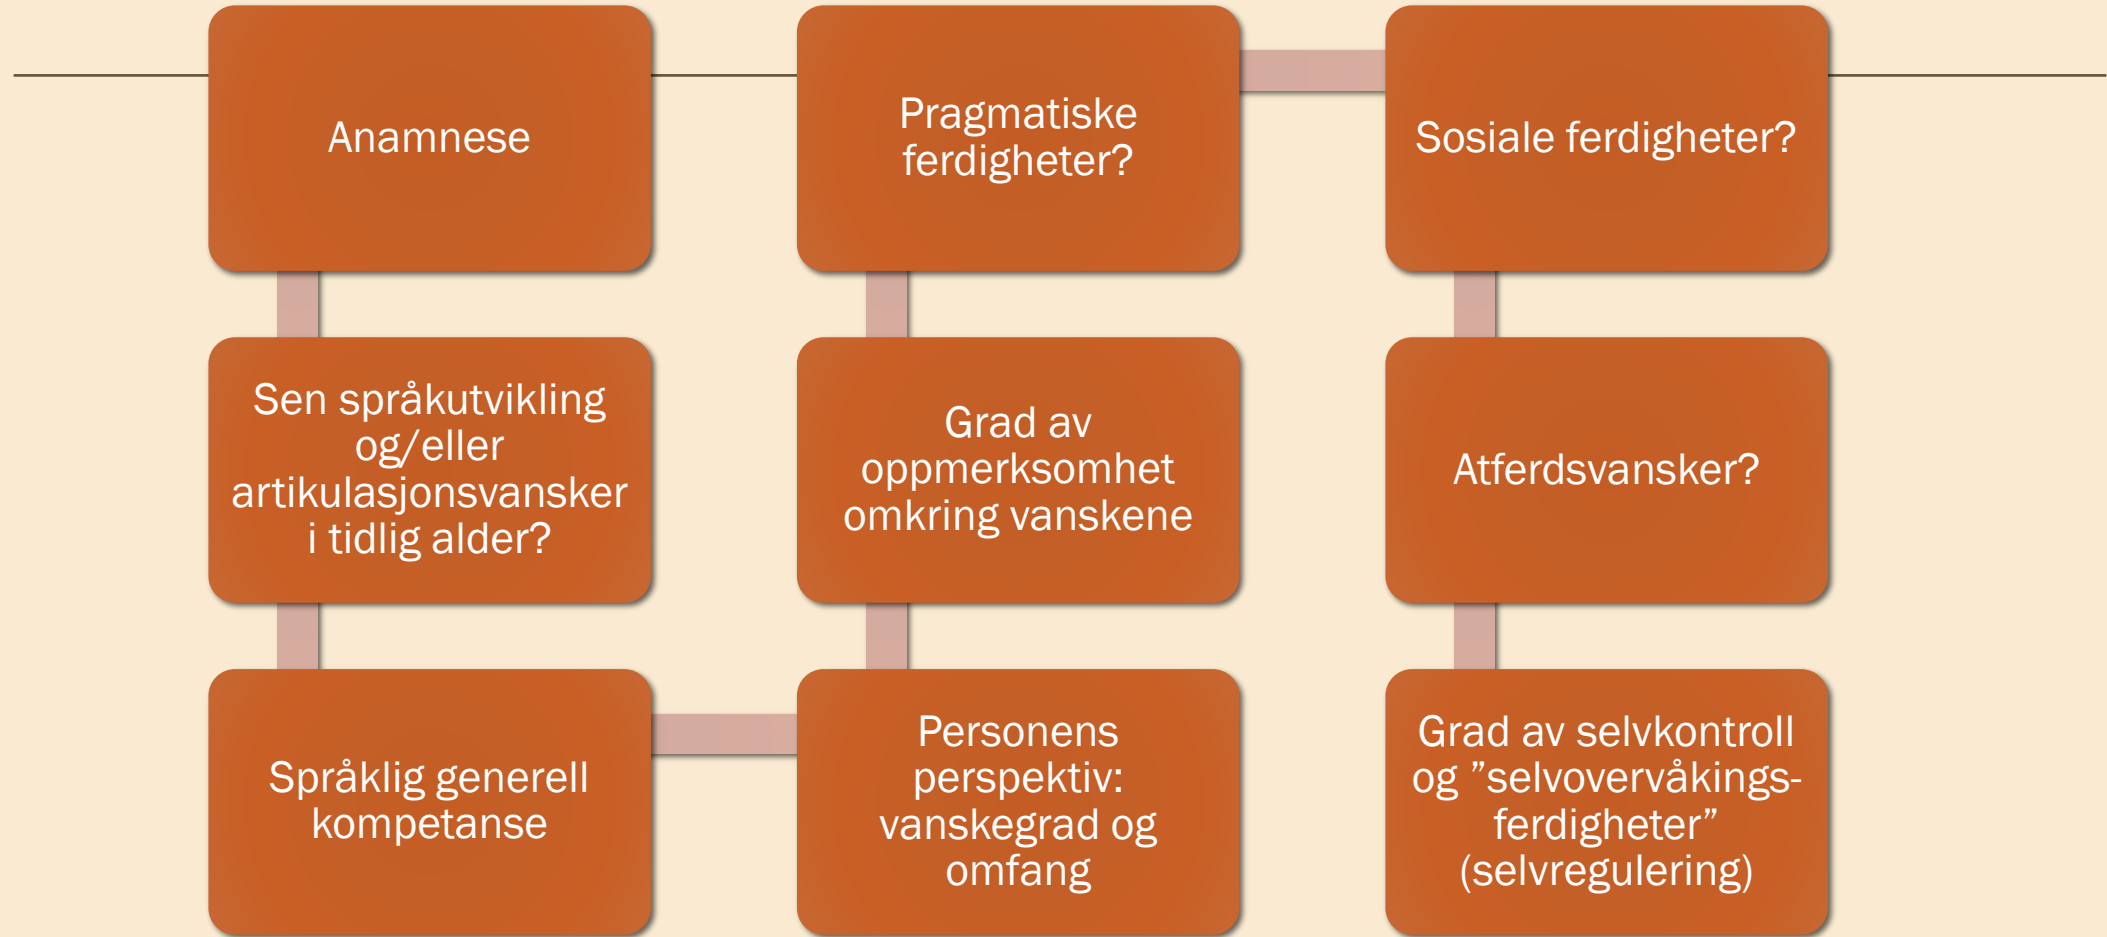 Anamnese
Sen språkutvikling
og/eller
artikulasjonsvansker
i tidlig alder?
Språklig generell
kompetanse
Personens
perspektiv:
vanskegrad og
omfang
Grad av
oppmerksomhet
omkring vanskene
Pragmatiske
ferdigheter?
Sosiale ferdigheter?
Atferdsvansker?
Grad av selvkontroll
og ”selvovervåkings-
ferdigheter”
(selvregulering)